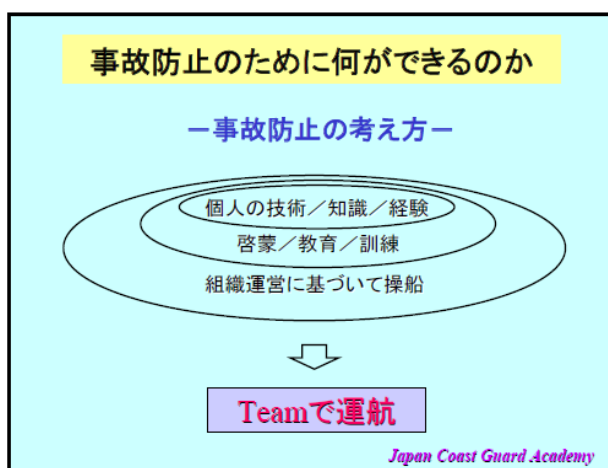 事故防止のために何ができるのか
－事故防止の考え方－
個人の技術／知識／経験
啓蒙／教育／訓練
組織運営に基づいて操船
Teamで運航
Japan Coast Guard Academy